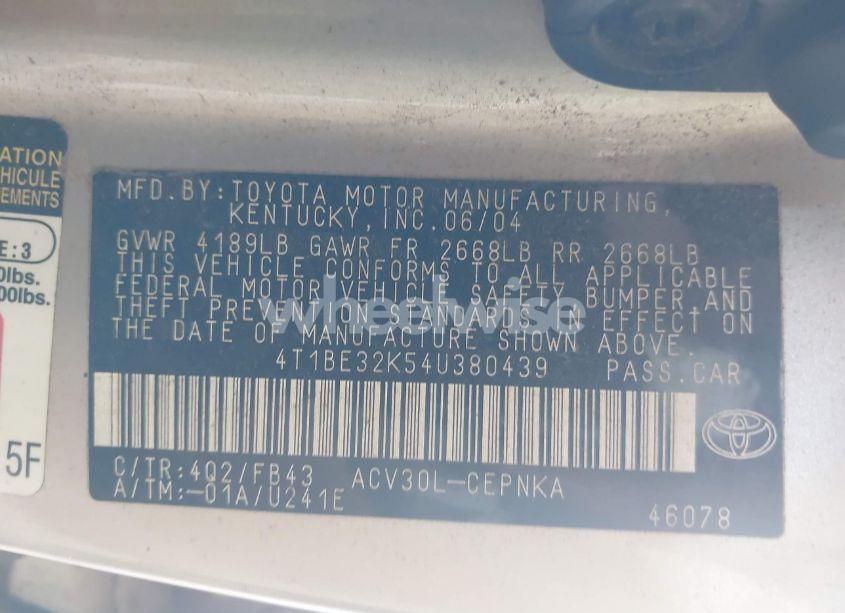 ATION
EHICULE
EMENTS
E:3
0lbs.
00lbs.
5F
MFD.BY:TOYOTA MOTOR MANUFACTURING,
KENTUCKY,INC.06/04
GVWR 4189LB GAWR FR 2668LB RR 2668LB
THIS VEHICLE CONFORMS TO ALL APPLICABLE
FEDERAL MOTOR VEHICLE SAFETY BUMPER,AND
THEFT PREVENTION STANDARDS IN EFFECT ON
THE DATE OF MANUFACTURE SHOWN ABOVE.
wheelwise
4T1BE32K54U380439 PASS.CAR
C/TR:4Q2/FB43 ACV30L-CEPNKA
A/TM:-01A/U241E
46078